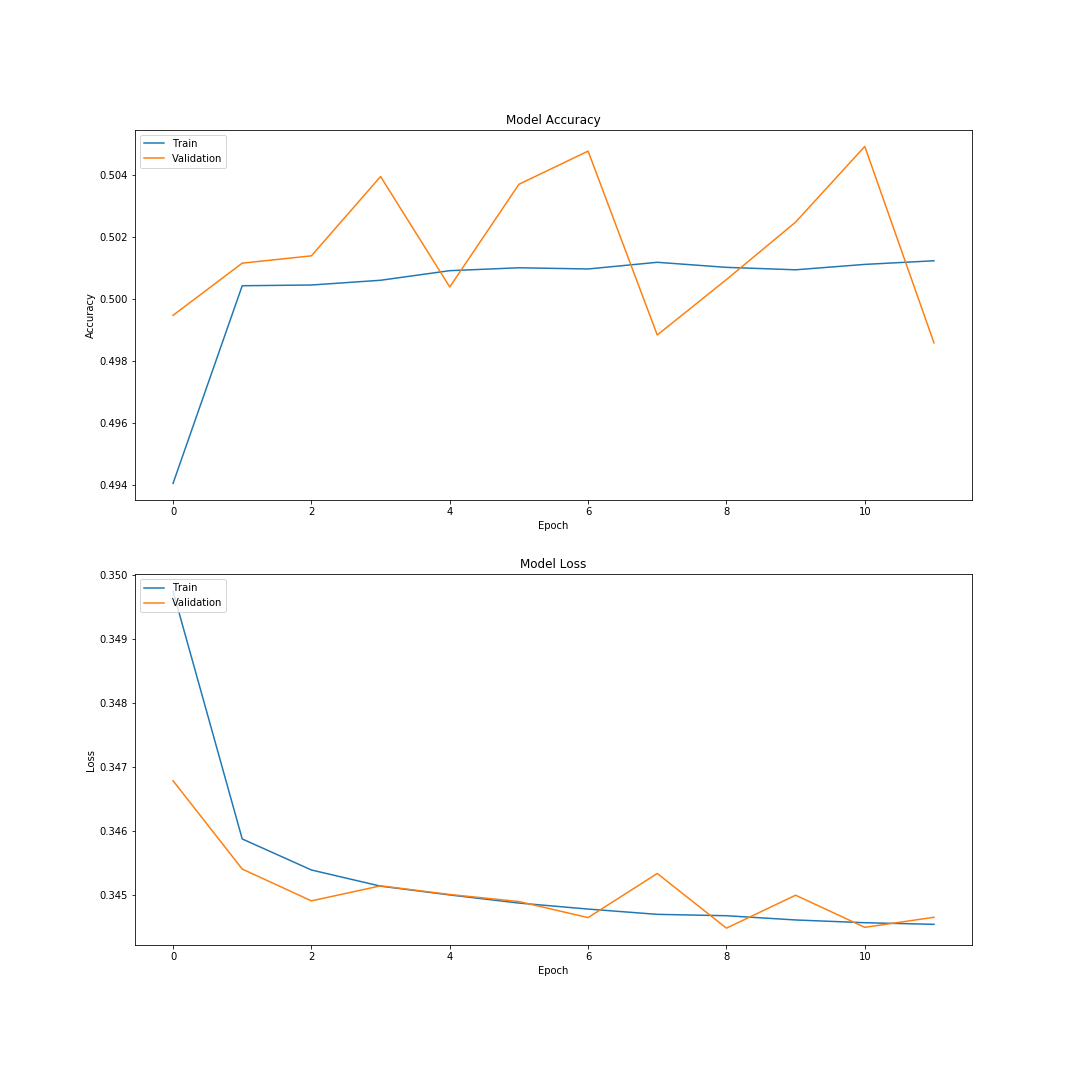 Model Accuracy
Train
Validation
0.504
0.502
0.500
0.498
0.496
0.494
Accuracy
0 2 4 6 8 10
Epoch
Model Loss
Train
Validation
0.350
0.349
0.348
0.347
0.346
0.345
Loss
0 2 4 6 8 10
Epoch